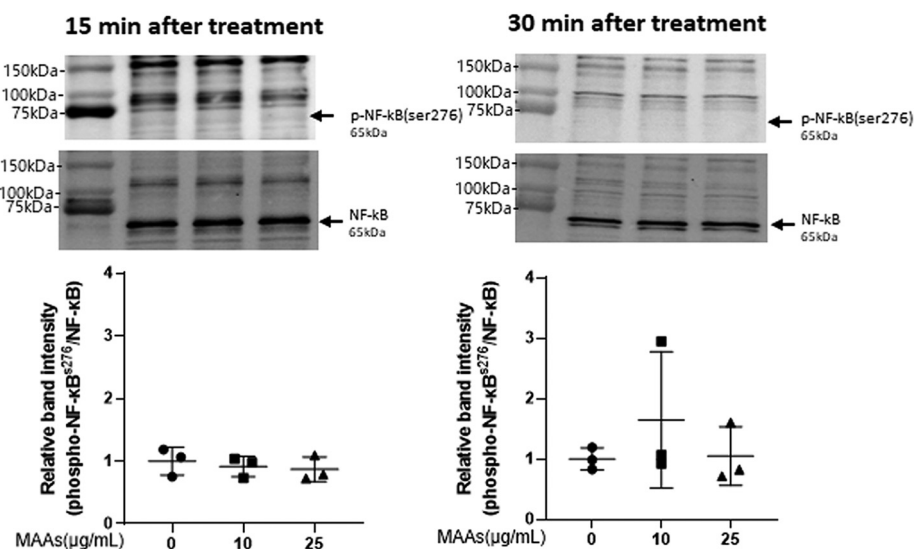 15 min after treatment
150kDa-
100kDa-
75kDa-
p-NF-kB(ser276)
65kDa
150kDa-
100kDa-
75kDa-
NF-kB
65kDa
Relative band intensity
(phospho-NF-κBs276/NF-κB)
4
3
2
1
0
MAAs(µg/mL)
0 10 25
30 min after treatment
150kDa-
100kDa-
75kDa-
p-NF-kB(ser276)
65kDa
150kDa-
100kDa-
75kDa-
NF-kB
65kDa
Relative band intensity
(phospho-NF-κBs276/NF-κB)
4
3
2
1
0
MAAs(µg/mL)
0 10 25